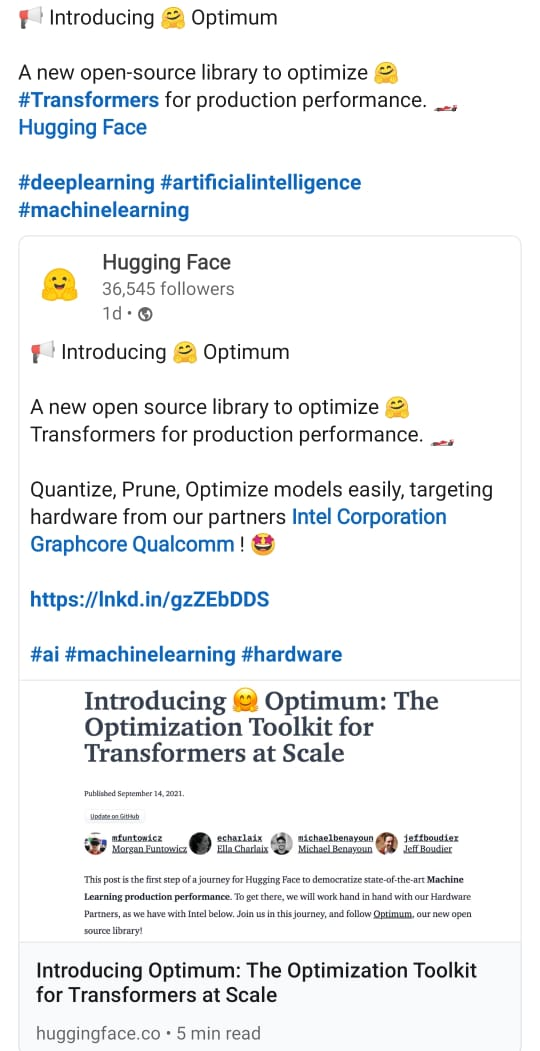 📢 Introducing 🤗 Optimum
A new open-source library to optimize 🤗
#Transformers for production performance. 🏎️
Hugging Face
#deeplearning #artificialintelligence
#machinelearning
Hugging Face
36,545 followers
1d •
📢 Introducing 🤗 Optimum
A new open source library to optimize 🤗
Transformers for production performance. 🏎️
Quantize, Prune, Optimize models easily, targeting
hardware from our partners Intel Corporation
Graphcore Qualcomm ! 🤩
https://lnkd.in/gzZEbDDS
#ai #machinelearning #hardware
Introducing 🤗 Optimum: The
Optimization Toolkit for
Transformers at Scale
Published September 14, 2021.
Update on GitHub
mfuntowicz echarlaix michaelbenayoun jeffboudier
Morgan Funtowicz Ella Charlaix Michael Benayoun Jeff Boudier
This post is the first step of a journey for Hugging Face to democratize state-of-the-art Machine
Learning production performance. To get there, we will work hand in hand with our Hardware
Partners, as we have with Intel below. Join us in this journey, and follow Optimum, our new open
source library!
Introducing Optimum: The Optimization Toolkit
for Transformers at Scale
huggingface.co • 5 min read